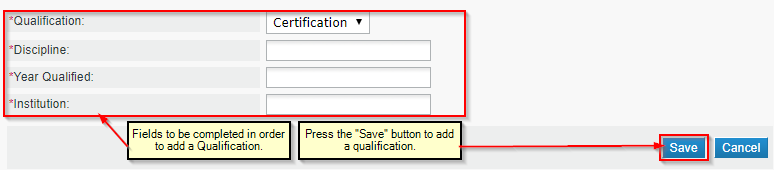 *Qualification: Certification
*Discipline:
*Year Qualified:
*Institution:
Fields to be completed in order
to add a Qualification.
Press the "Save" button to add
a qualification.
Save Cancel